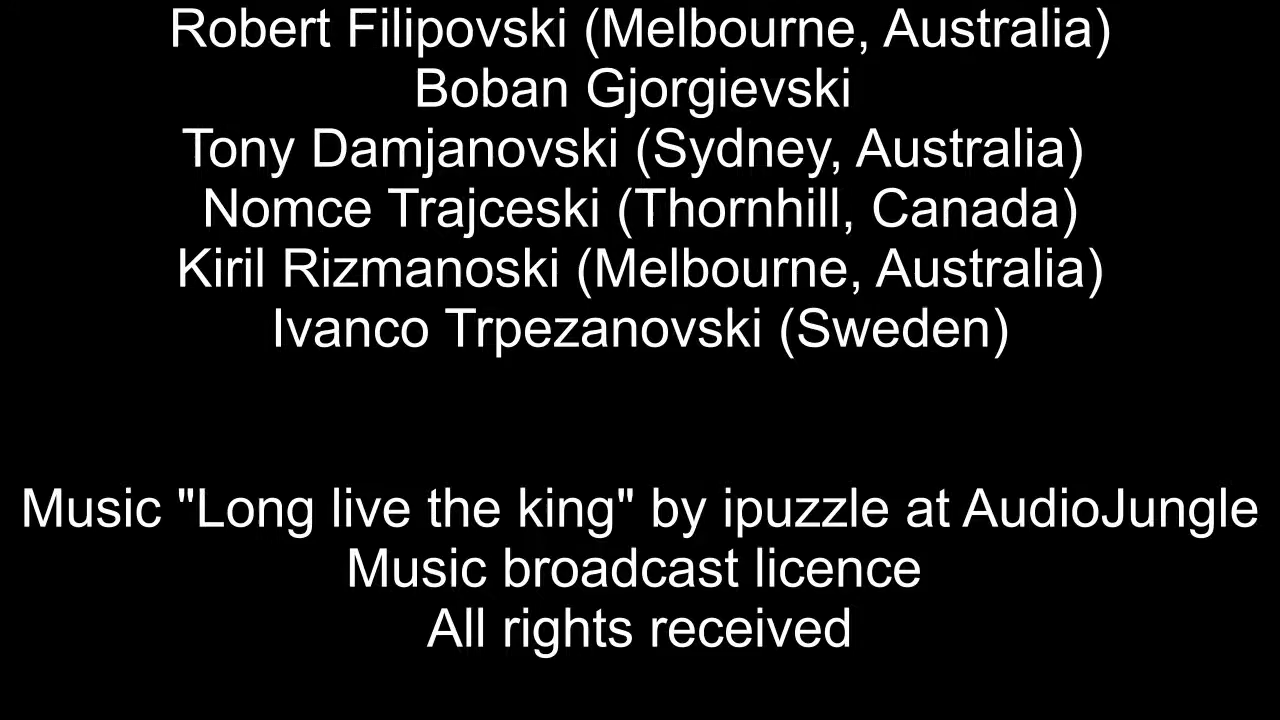 Robert Filipovski (Melbourne, Australia)
Boban Gjorgievski
Tony Damjanovski (Sydney, Australia)
Nomce Trajceski (Thornhill, Canada)
Kiril Rizmanoski (Melbourne, Australia)
Ivanco Trpezanovski (Sweden)
Music "Long live the king" by ipuzzle at AudioJungle
Music broadcast licence
All rights received